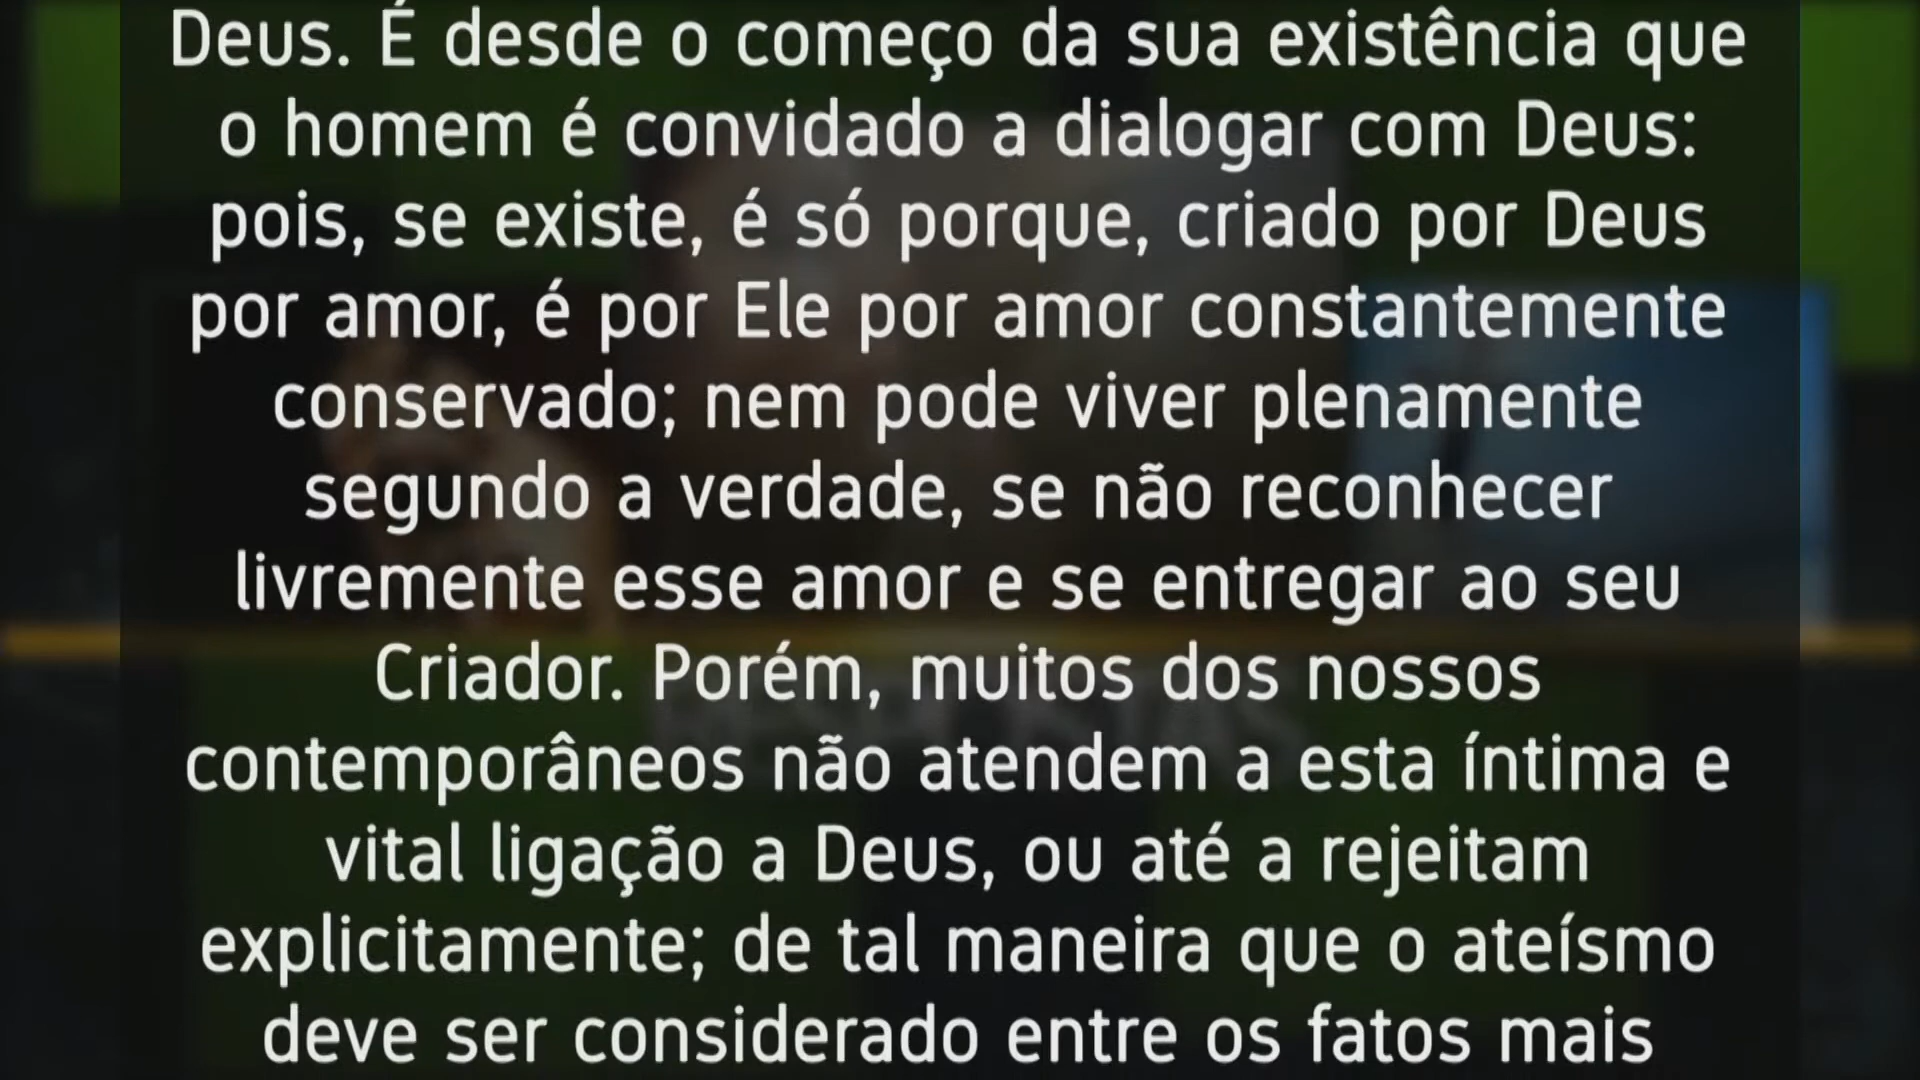 Deus. É desde o começo da sua existência que
o homem é convidado a dialogar com Deus:
pois, se existe, é só porque, criado por Deus
por amor, é por Ele por amor constantemente
conservado; nem pode viver plenamente
segundo a verdade, se não reconhecer
livremente esse amor e se entregar ao seu
Criador. Porém, muitos dos nossos
contemporâneos não atendem a esta íntima e
vital ligação a Deus, ou até a rejeitam
explicitamente; de tal maneira que o ateísmo
deve ser considerado entre os fatos mais